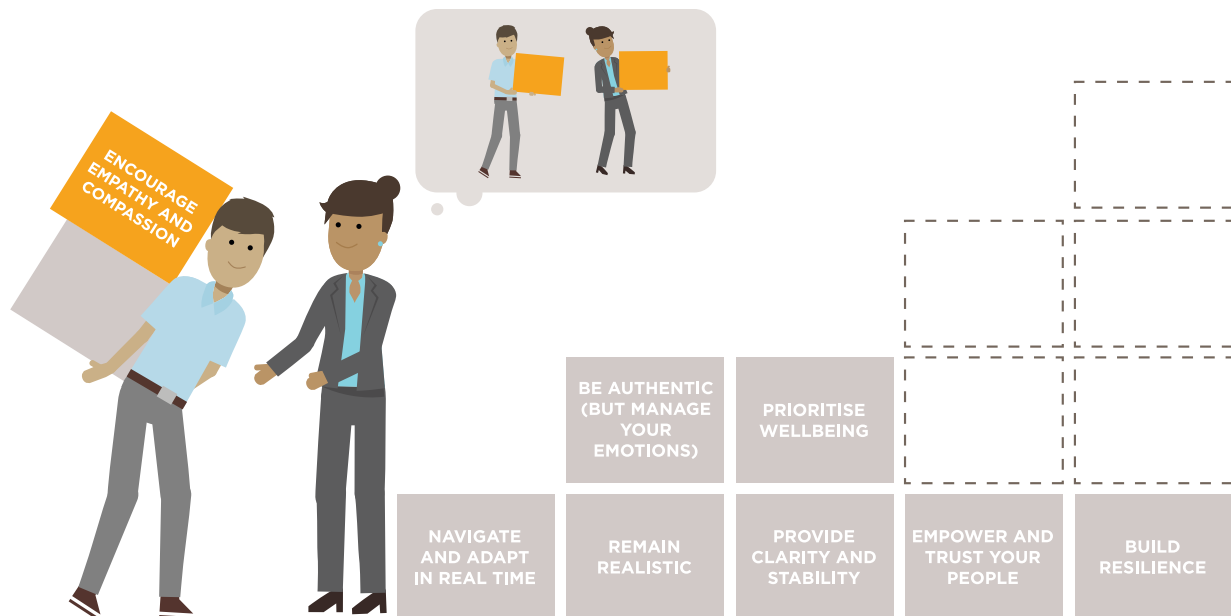 ENCOURAGE
EMPATHY AND
COMPASSION
BE AUTHENTIC
(BUT MANAGE
YOUR
EMOTIONS)
PRIORITISE
WELLBEING
NAVIGATE
AND ADAPT
IN REAL TIME
REMAIN
REALISTIC
PROVIDE
CLARITY AND
STABILITY
EMPOWER AND
TRUST YOUR
PEOPLE
BUILD
RESILIENCE